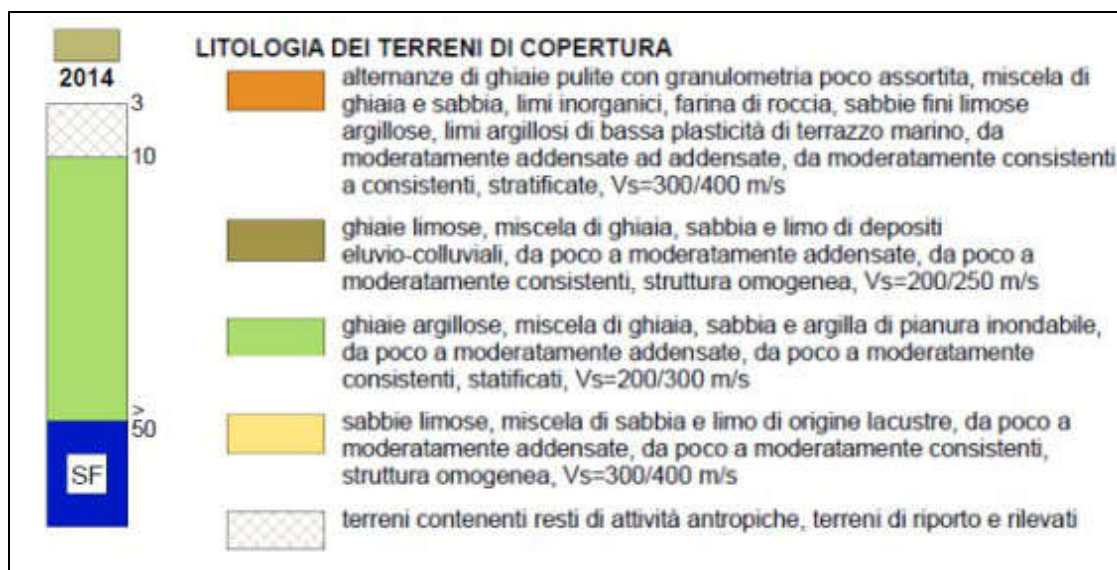 2014
3
10
>
50
SF
LITOLOGIA DEI TERRENI DI COPERTURA
alternanze di ghiaie pulite con granulometria poco assortita, miscela di
ghiaia e sabbia, limi inorganici, farina di roccia, sabbie fini limose
argillose, limi argillosi di bassa plasticità di terrazzo marino, da
moderatamente addensate ad addensate, da moderatamente consistenti
a consistenti, stratificate, Vs=300/400 m/s
ghiaie limose, miscela di ghiaia, sabbia e limo di depositi
eluvio-colluviali, da poco a moderatamente addensate, da poco a
moderatamente consistenti, struttura omogenea, Vs=200/250 m/s
ghiaie argillose, miscela di ghiaia, sabbia e argilla di pianura inondabile,
da poco a moderatamente addensate, da poco a moderatamente
consistenti, statificati, Vs=200/300 m/s
sabbie limose, miscela di sabbia e limo di origine lacustre, da poco a
moderatamente addensate, da poco a moderatamente consistenti,
struttura omogenea, Vs=300/400 m/s
terreni contenenti resti di attività antropiche, terreni di riporto e rilevati